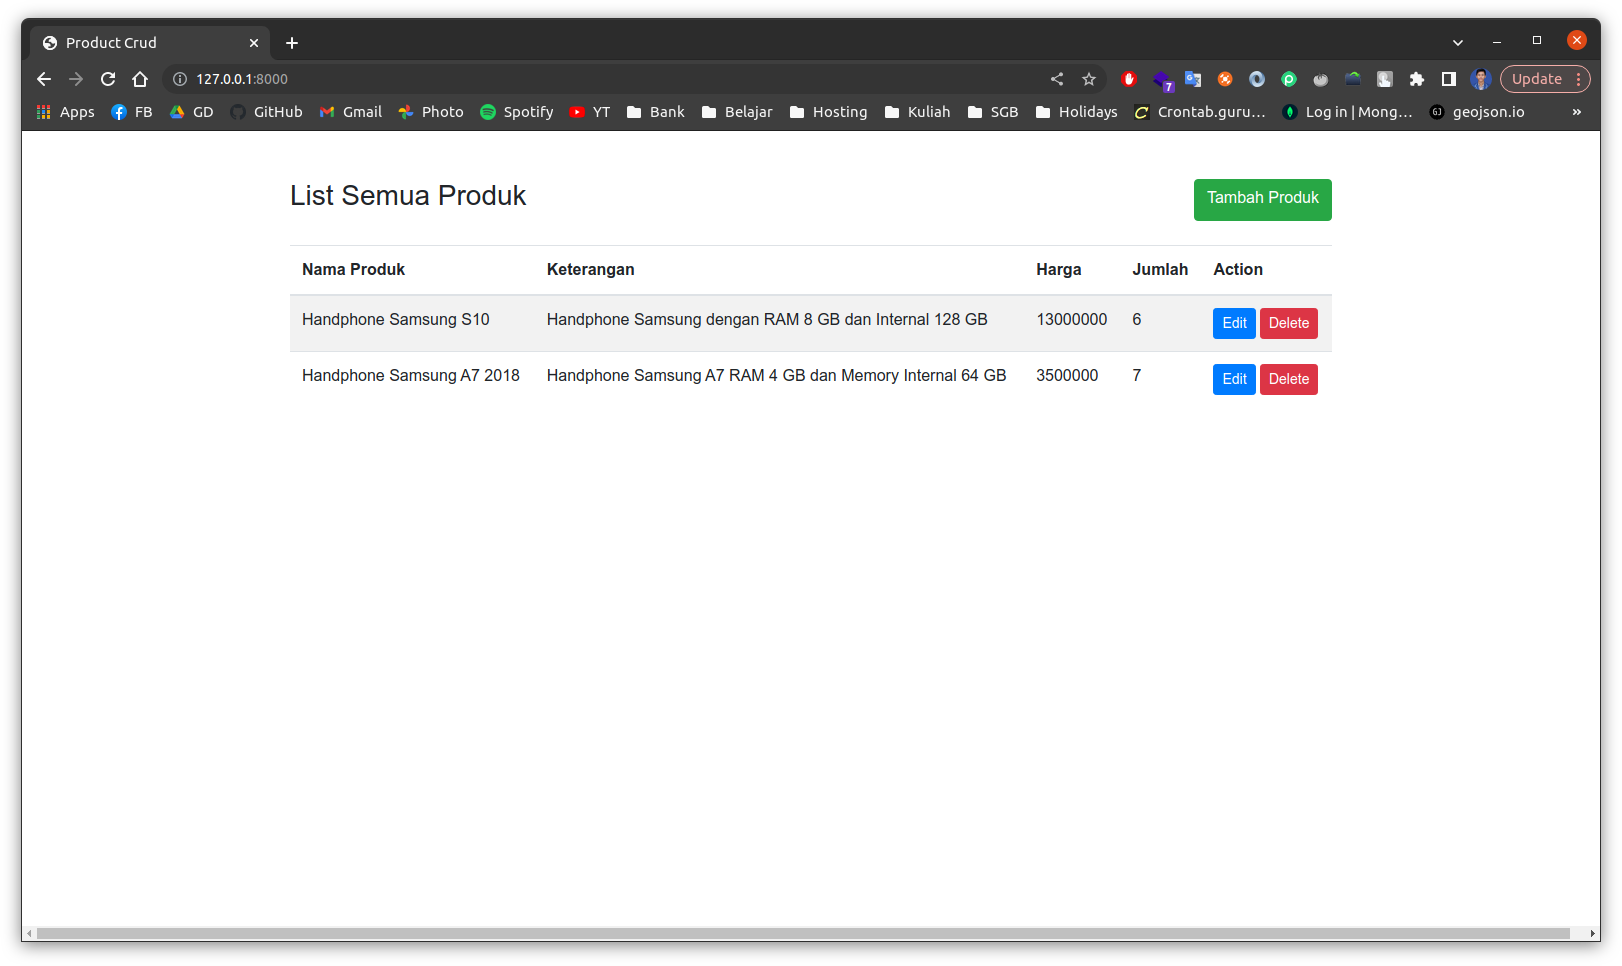 Product Crud
127.0.0.1:8000
7
Update
Apps FB GD GitHub Gmail Photo Spotify YT Bank Belajar Hosting Kuliah SGB Holidays Crontab.guru… Log in | Mong… GJ geojson.io »
List Semua Produk
Tambah Produk
Nama Produk Keterangan Harga Jumlah Action
Handphone Samsung S10 Handphone Samsung dengan RAM 8 GB dan Internal 128 GB 13000000 6 Edit Delete
Handphone Samsung A7 2018 Handphone Samsung A7 RAM 4 GB dan Memory Internal 64 GB 3500000 7 Edit Delete